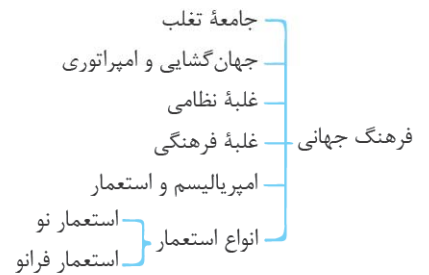 فرهنگ جهانی
جامعهٔ تغلب
جهان‌گشایی و امپراتوری
غلبهٔ نظامی
غلبهٔ فرهنگی
امپریالیسم و استعمار
انواع استعمار
استعمار نو
استعمار فرانو